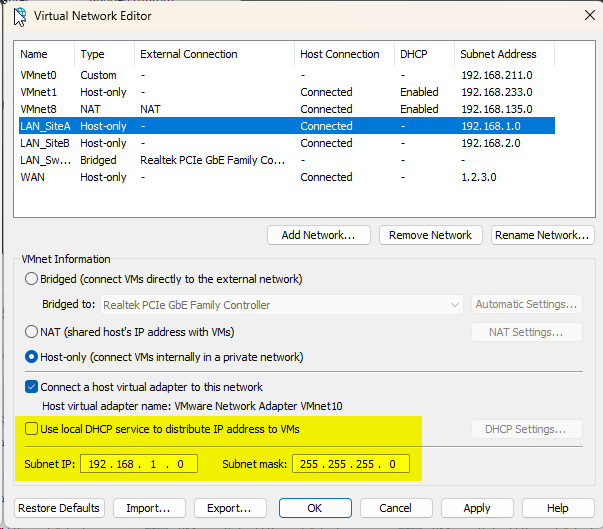 Virtual Network Editor
Name Type External Connection Host Connection DHCP Subnet Address
VMnet0 Custom - - - 192.168.211.0
VMnet1 Host-only - Connected Enabled 192.168.233.0
VMnet8 NAT NAT Connected Enabled 192.168.135.0
LAN_SiteA Host-only - Connected - 192.168.1.0
LAN_SiteB Host-only - Connected - 192.168.2.0
LAN_Sw... Bridged Realtek PCIe GbE Family Co... - - -
WAN Host-only - Connected - 1.2.3.0
Add Network... Remove Network Rename Network...
VMnet Information
Bridged (connect VMs directly to the external network)
Bridged to: Realtek PCIe GbE Family Controller Automatic Settings...
NAT (shared host's IP address with VMs) NAT Settings...
Host-only (connect VMs internally in a private network)
Connect a host virtual adapter to this network
Host virtual adapter name: VMware Network Adapter VMnet10
Use local DHCP service to distribute IP address to VMs DHCP Settings...
Subnet IP: 192 . 168 . 1 . 0 Subnet mask: 255 . 255 . 255 . 0
Restore Defaults Import... Export... OK Cancel Apply Help